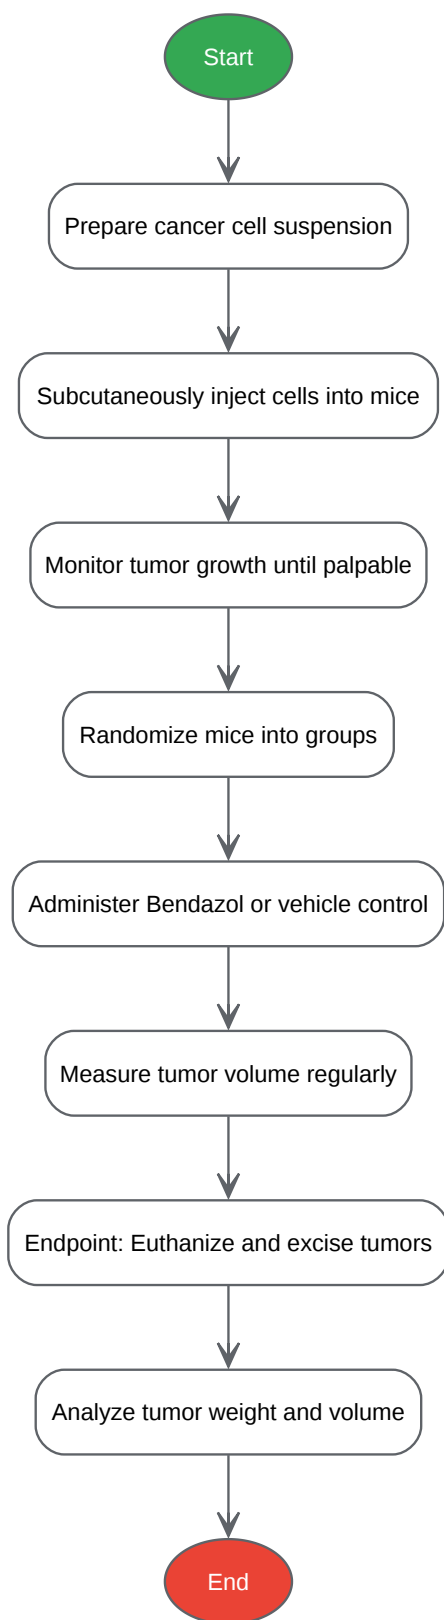 Start
Prepare cancer cell suspension
Subcutaneously inject cells into mice
Monitor tumor growth until palpable
Randomize mice into groups
Administer Bendazol or vehicle control
Measure tumor volume regularly
Endpoint: Euthanize and excise tumors
Analyze tumor weight and volume
End